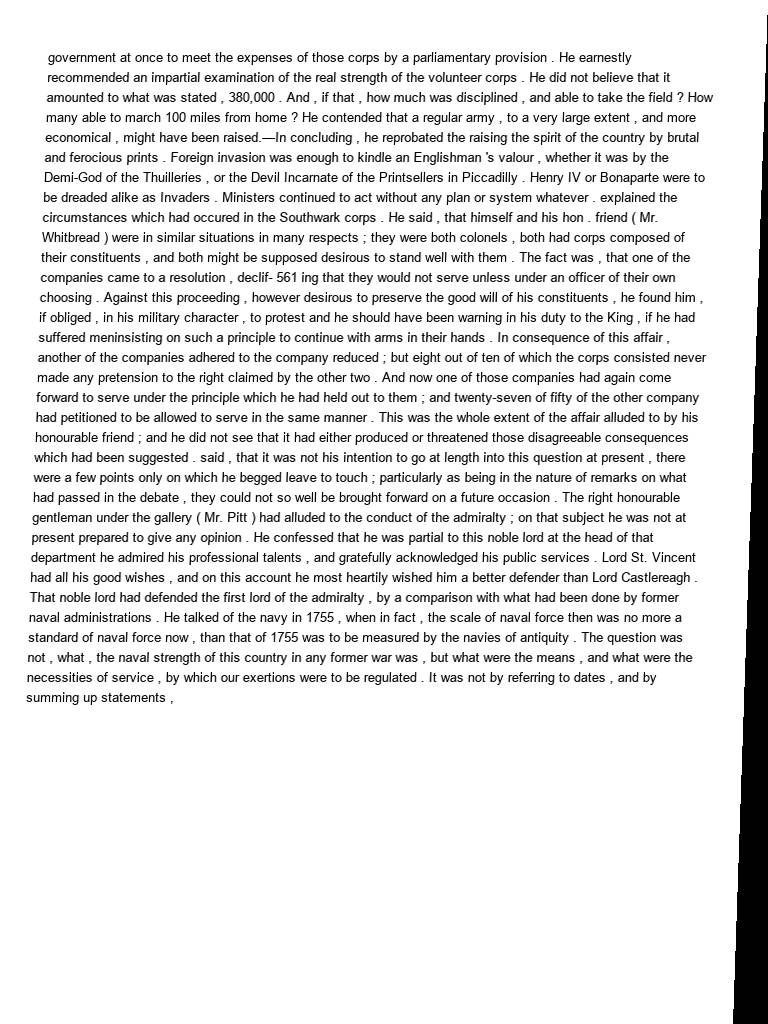 government at once to meet the expenses of those corps by a parliamentary provision . He earnestly
recommended an impartial examination of the real strength of the volunteer corps . He did not believe that it
amounted to what was stated , 380,000 . And , if that , how much was disciplined , and able to take the field ? How
many able to march 100 miles from home ? He contended that a regular army , to a very large extent , and more
economical , might have been raised.—In concluding , he reprobated the raising the spirit of the country by brutal
and ferocious prints . Foreign invasion was enough to kindle an Englishman 's valour , whether it was by the
Demi-God of the Thuilleries , or the Devil Incarnate of the Printsellers in Piccadilly . Henry IV or Bonaparte were to
be dreaded alike as Invaders . Ministers continued to act without any plan or system whatever . explained the
circumstances which had occured in the Southwark corps . He said , that himself and his hon . friend ( Mr.
Whitbread ) were in similar situations in many respects ; they were both colonels , both had corps composed of
their constituents , and both might be supposed desirous to stand well with them . The fact was , that one of the
companies came to a resolution , declif- 561 ing that they would not serve unless under an officer of their own
choosing . Against this proceeding , however desirous to preserve the good will of his constituents , he found him ,
if obliged , in his military character , to protest and he should have been warning in his duty to the King , if he had
suffered meninsisting on such a principle to continue with arms in their hands . In consequence of this affair ,
another of the companies adhered to the company reduced ; but eight out of ten of which the corps consisted never
made any pretension to the right claimed by the other two . And now one of those companies had again come
forward to serve under the principle which he had held out to them ; and twenty-seven of fifty of the other company
had petitioned to be allowed to serve in the same manner . This was the whole extent of the affair alluded to by his
honourable friend ; and he did not see that it had either produced or threatened those disagreeable consequences
which had been suggested . said , that it was not his intention to go at length into this question at present , there
were a few points only on which he begged leave to touch ; particularly as being in the nature of remarks on what
had passed in the debate , they could not so well be brought forward on a future occasion . The right honourable
gentleman under the gallery ( Mr. Pitt ) had alluded to the conduct of the admiralty ; on that subject he was not at
present prepared to give any opinion . He confessed that he was partial to this noble lord at the head of that
department he admired his professional talents , and gratefully acknowledged his public services . Lord St. Vincent
had all his good wishes , and on this account he most heartily wished him a better defender than Lord Castlereagh .
That noble lord had defended the first lord of the admiralty , by a comparison with what had been done by former
naval administrations . He talked of the navy in 1755 , when in fact , the scale of naval force then was no more a
standard of naval force now , than that of 1755 was to be measured by the navies of antiquity . The question was
not , what , the naval strength of this country in any former war was , but what were the means , and what were the
necessities of service , by which our exertions were to be regulated . It was not by referring to dates , and by
summing up statements ,